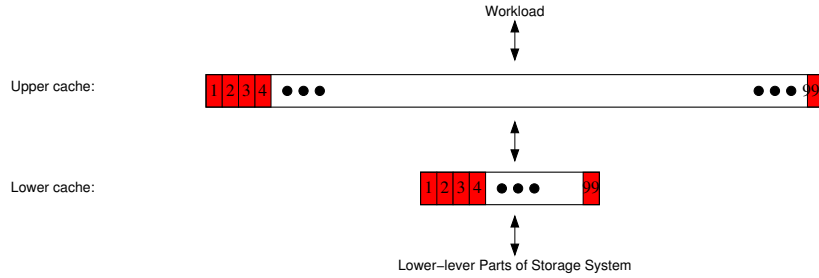 Workload
Upper cache: 1 2 3 4 99
Lower cache: 1 2 3 4 99
Lower−lever Parts of Storage System